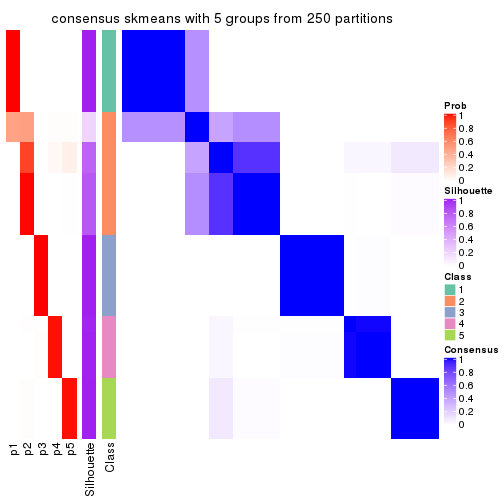 consensus skmeans with 5 groups from 250 partitions
Prob
1
0.8
0.6
0.4
0.2
0
Silhouette
1
0.8
0.6
0.4
0.2
0
Class
1
2
3
4
5
Consensus
1
0.8
0.6
0.4
0.2
0
p1
p2
p3
p4
p5
Silhouette
Class